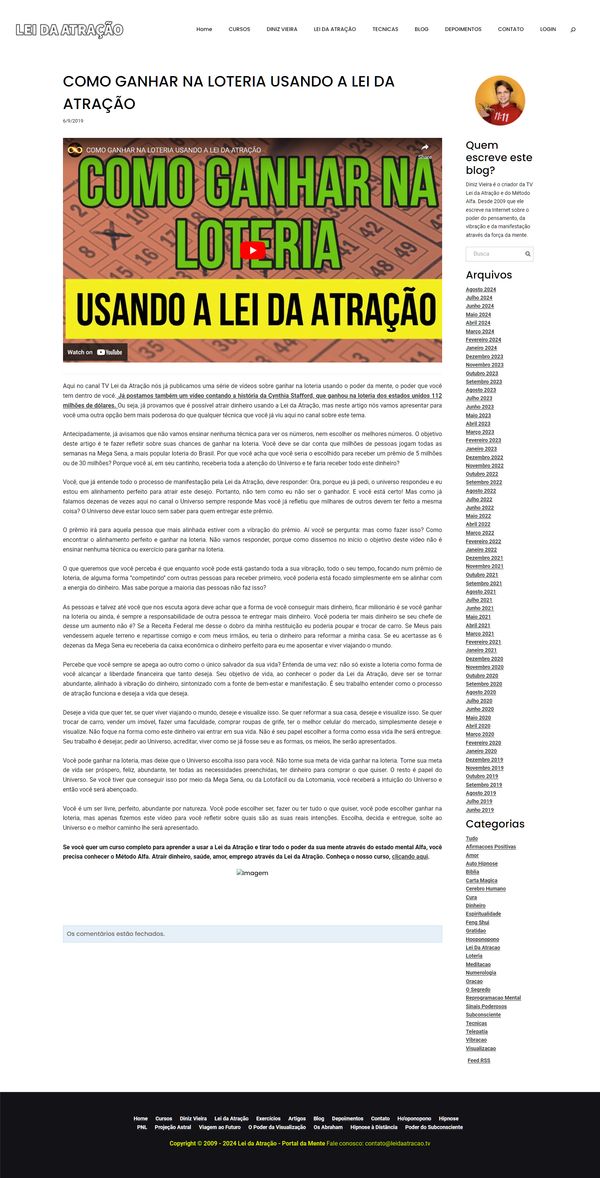 LEI DA ATRAÇÃO
Home CURSOS DINIZ VIEIRA LEI DA ATRAÇÃO TECNICAS BLOG DEPOIMENTOS CONTATO LOGIN
COMO GANHAR NA LOTERIA USANDO A LEI DA
ATRAÇÃO
6/9/2019
COMO GANHAR NA LOTERIA USANDO A LEI DA ATRAÇÃO
Share
COMO GANHAR NA
LOTERIA
USANDO A LEI DA ATRAÇÃO
Watch on YouTube
Aqui no canal TV Lei da Atração nós já publicamos uma série de vídeos sobre ganhar na loteria usando o poder da mente, o poder que você
tem dentro de você. Já postamos também um vídeo contando a história da Cynthia Stafford, que ganhou na loteria dos estados unidos 112
milhões de dólares. Ou seja, já provamos que é possível atrair dinheiro usando a Lei da Atração, mas neste artigo nós vamos apresentar para
você uma outra opção bem mais poderosa do que qualquer técnica que você já viu aqui no canal sobre este tema.
Antecipadamente, já avisamos que não vamos ensinar nenhuma técnica para ver os números, nem escolher os melhores números. O objetivo
deste artigo é te fazer refletir sobre suas chances de ganhar na loteria. Você deve se dar conta que milhões de pessoas jogam todas as
semanas na Mega Sena, a mais popular loteria do Brasil. Por que você acha que você seria o escolhido para receber um prêmio de 5 milhões
ou de 30 milhões? Porque você aí, em seu cantinho, receberia toda a atenção do Universo e te faria receber todo este dinheiro?
Você, que já entende todo o processo de manifestação pela Lei da Atração, deve responder: Ora, porque eu já pedi, o universo respondeu e eu
estou em alinhamento perfeito para atrair este desejo. Portanto, não tem como eu não ser o ganhador. E você está certo! Mas como já
falamos dezenas de vezes aqui no canal o Universo sempre responde Mas você já refletiu que milhares de outros devem ter feito a mesma
coisa? O Universo deve estar louco sem saber para quem entregar este prêmio.
O prêmio irá para aquela pessoa que mais alinhada estiver com a vibração do prêmio. Aí você se pergunta: mas como fazer isso? Como
encontrar o alinhamento perfeito e ganhar na loteria. Não vamos responder, porque como dissemos no início o objetivo deste vídeo não é
ensinar nenhuma técnica ou exercício para ganhar na loteria.
O que queremos que você perceba é que enquanto você pode está gastando toda a sua vibração, todo o seu tempo, focando num prêmio de
loteria, de alguma forma "competindo" com outras pessoas para receber primeiro, você poderia está focado simplesmente em se alinhar com
a energia do dinheiro. Mas sabe porque a maioria das pessoas não faz isso?
As pessoas e talvez até você que nos escuta agora deve achar que a forma de você conseguir mais dinheiro, ficar milionário é se você ganhar
na loteria ou ainda, é sempre a responsabilidade de outra pessoa te entregar mais dinheiro. Você poderia ter mais dinheiro se seu chefe de
desse um aumento não é? Se a Receita Federal me desse o dobro da minha restituição eu poderia poupar e trocar de carro. Se Meus pais
vendessem aquele terreno e repartisse comigo e com meus irmãos, eu teria o dinheiro para reformar a minha casa. Se eu acertasse as 6
dezenas da Mega Sena eu receberia da caixa econômica o dinheiro perfeito para eu me aposentar e viver viajando o mundo.
Percebe que você sempre se apega ao outro como o único salvador da sua vida? Entenda de uma vez: não só existe a loteria como forma de
você alcançar a liberdade financeira que tanto deseja. Seu objetivo de vida, ao conhecer o poder da Lei da Atração, deve ser se tornar
abundante, alinhado à vibração do dinheiro, sintonizado com a fonte de bem-estar e manifestação. É seu trabalho entender como o processo
de atração funciona e deseja a vida que deseja.
Deseje a vida que quer ter, se quer viver viajando o mundo, deseje e visualize isso. Se quer reformar a sua casa, deseje e visualize isso. Se quer
trocar de carro, vender um imóvel, fazer uma faculdade, comprar roupas de grife, ter o melhor celular do mercado, simplesmente deseje e
visualize. Não foque na forma como este dinheiro vai entrar em sua vida. Não é seu papel escolher a forma como essa vida lhe será entregue.
Seu trabalho é desejar, pedir ao Universo, acreditar, viver como se já fosse seu e as formas, os meios, lhe serão apresentados.
Você pode ganhar na loteria, mas deixe que o Universo escolha isso para você. Não torne sua meta de vida ganhar na loteria. Torne sua meta
de vida ser próspero, feliz, abundante, ter todas as necessidades preenchidas, ter dinheiro para comprar o que quiser. O resto é papel do
Universo. Se você tiver que conseguir isso por meio da Mega Sena, ou da Lotofácil ou da Lotomania, você receberá a intuição do Universo e
então você será abençoado.
Você é um ser livre, perfeito, abundante por natureza. Você pode escolher ser, fazer ou ter tudo o que quiser, você pode escolher ganhar na
loteria, mas apenas fizemos este vídeo para você refletir sobre quais são as suas reais intenções. Escolha, decida e entregue, solte ao
Universo e o melhor caminho lhe será apresentado.
Se você quer um curso completo para aprender a usar a Lei da Atração e tirar todo o poder da sua mente através do estado mental Alfa, você
precisa conhecer o Método Alfa. Atrair dinheiro, saúde, amor, emprego através da Lei da Atração. Conheça o nosso curso, clicando aqui.
Imagem
Os comentários estão fechados.
11:11
Quem
escreve este
blog?
Diniz Vieira é o criador da TV
Lei da Atração e do Método
Alfa. Desde 2009 que ele
escreve na Internet sobre o
poder do pensamento, da
vibração e da manifestação
através da força da mente.
Busca
Arquivos
Agosto 2024
Julho 2024
Junho 2024
Maio 2024
Abril 2024
Março 2024
Fevereiro 2024
Janeiro 2024
Dezembro 2023
Novembro 2023
Outubro 2023
Setembro 2023
Agosto 2023
Julho 2023
Junho 2023
Maio 2023
Abril 2023
Março 2023
Fevereiro 2023
Janeiro 2023
Dezembro 2022
Novembro 2022
Outubro 2022
Setembro 2022
Agosto 2022
Julho 2022
Junho 2022
Maio 2022
Abril 2022
Março 2022
Fevereiro 2022
Janeiro 2022
Dezembro 2021
Novembro 2021
Outubro 2021
Setembro 2021
Agosto 2021
Julho 2021
Junho 2021
Maio 2021
Abril 2021
Março 2021
Fevereiro 2021
Janeiro 2021
Dezembro 2020
Novembro 2020
Outubro 2020
Setembro 2020
Agosto 2020
Julho 2020
Junho 2020
Maio 2020
Abril 2020
Março 2020
Fevereiro 2020
Janeiro 2020
Dezembro 2019
Novembro 2019
Outubro 2019
Setembro 2019
Agosto 2019
Julho 2019
Junho 2019
Categorias
Tudo
Afirmacoes Positivas
Amor
Auto Hipnose
Biblia
Carta Magica
Cerebro Humano
Cura
Dinheiro
Espiritualidade
Feng Shui
Gratidao
Hooponopono
Lei Da Atracao
Loteria
Meditacao
Numerologia
Oracao
O Segredo
Reprogramacao Mental
Sinais Poderosos
Subconsciente
Tecnicas
Telepatia
Vibracao
Visualizacao
Feed RSS
Home Cursos Diniz Vieira Lei da Atração Exercícios Artigos Blog Depoimentos Contato Ho'oponopono Hipnose
PNL Projeção Astral Viagem ao Futuro O Poder da Visualização Os Abraham Hipnose à Distância Poder do Subconsciente
Copyright © 2009 - 2024 Lei da Atração - Portal da Mente Fale conosco: contato@leidaatracao.tv